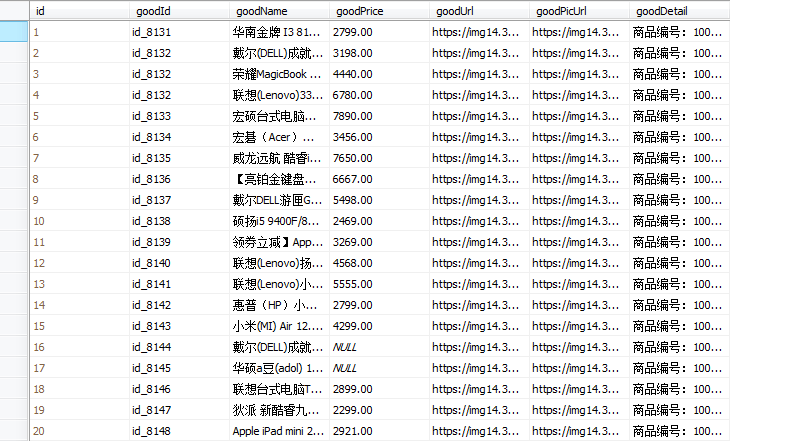 id goodId goodName goodPrice goodUrl goodPicUrl goodDetail
1 id_8131 华南金牌 I3 81... 2799.00 https://img14.3... https://img14.3... 商品编号：100...
2 id_8132 戴尔(DELL)成就... 3198.00 https://img14.3... https://img14.3... 商品编号：100...
3 id_8132 荣耀MagicBook ... 4440.00 https://img14.3... https://img14.3... 商品编号：100...
4 id_8132 联想(Lenovo)33... 6780.00 https://img14.3... https://img14.3... 商品编号：100...
5 id_8133 宏硕台式电脑... 7890.00 https://img14.3... https://img14.3... 商品编号：100...
6 id_8134 宏碁（Acer）... 3456.00 https://img14.3... https://img14.3... 商品编号：100...
7 id_8135 威龙远航 酷睿i... 7650.00 https://img14.3... https://img14.3... 商品编号：100...
8 id_8136 【亮铂金键盘... 6667.00 https://img14.3... https://img14.3... 商品编号：100...
9 id_8137 戴尔DELL游匣G... 5498.00 https://img14.3... https://img14.3... 商品编号：100...
10 id_8138 硕扬i5 9400F/8... 2469.00 https://img14.3... https://img14.3... 商品编号：100...
11 id_8139 领券立减】App... 3269.00 https://img14.3... https://img14.3... 商品编号：100...
12 id_8140 联想(Lenovo)扬... 4568.00 https://img14.3... https://img14.3... 商品编号：100...
13 id_8141 联想(Lenovo)小... 5555.00 https://img14.3... https://img14.3... 商品编号：100...
14 id_8142 惠普（HP）小... 2799.00 https://img14.3... https://img14.3... 商品编号：100...
15 id_8143 小米(MI) Air 12.... 4299.00 https://img14.3... https://img14.3... 商品编号：100...
16 id_8144 戴尔(DELL)成就... NULL https://img14.3... https://img14.3... 商品编号：100...
17 id_8145 华硕a豆(adol) 1... NULL https://img14.3... https://img14.3... 商品编号：100...
18 id_8146 联想台式电脑T... 2899.00 https://img14.3... https://img14.3... 商品编号：100...
19 id_8147 狄派 新酷睿九... 2299.00 https://img14.3... https://img14.3... 商品编号：100...
20 id_8148 Apple iPad mini 2... 2921.00 https://img14.3... https://img14.3... 商品编号：100...